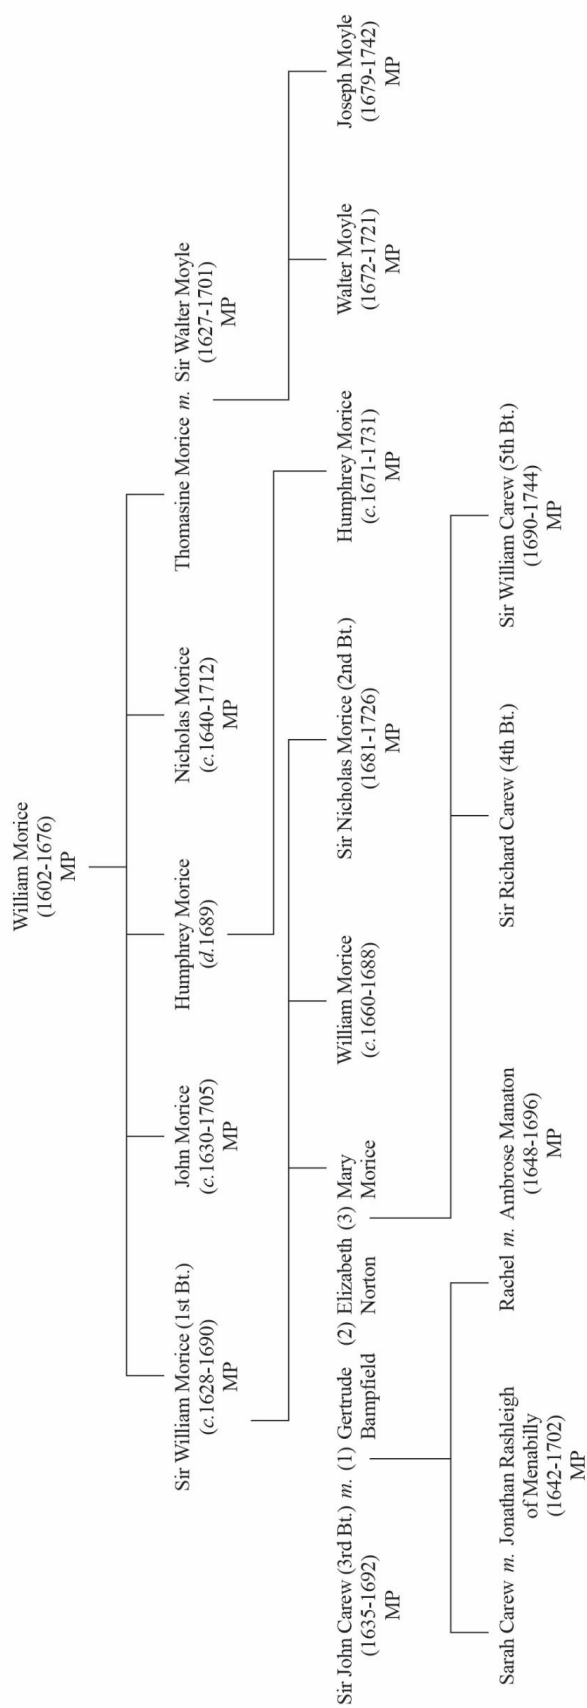 William Morice
(1602-1676)
MP
Sir William Morice (1st Bt.)
(c.1628-1690)
MP
John Morice
(c.1630-1705)
MP
Humphrey Morice
(d.1689)
Nicholas Morice
(c.1640-1712)
MP
Thomasine Morice m. Sir Walter Moyle
(1627-1701)
MP
Sir John Carew (3rd Bt.) m. (1) Gertrude (2) Elizabeth (3) Mary
(1635-1692) Bampfield Norton Morice
MP
William Morice
(c.1660-1688)
Sir Nicholas Morice (2nd Bt.)
(1681-1726)
MP
Humphrey Morice
(c.1671-1731)
MP
Walter Moyle
(1672-1721)
MP
Joseph Moyle
(1679-1742)
MP
Sarah Carew m. Jonathan Rashleigh
of Menabilly
(1642-1702)
MP
Rachel m. Ambrose Manaton
(1648-1696)
MP
Sir Richard Carew (4th Bt.)
Sir William Carew (5th Bt.)
(1690-1744)
MP